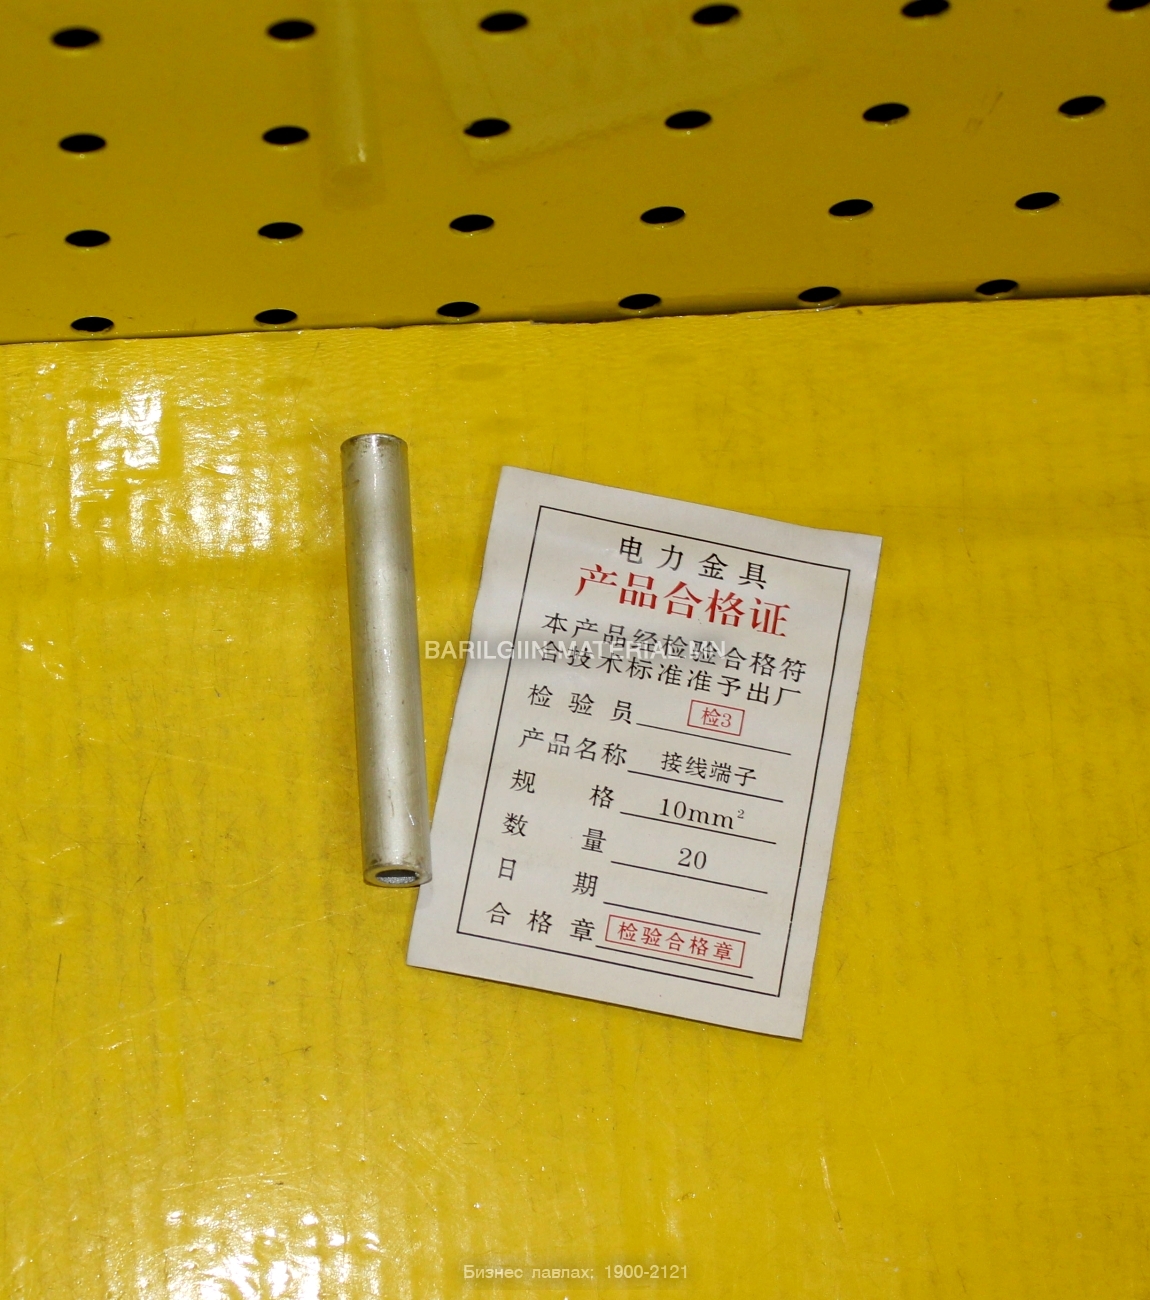 电力金具
产品合格证
本产品经检验合格符
合技术标准准予出厂
BARILGIIN-MATERIAL.MN
检验员 检3
产品名称 接线端子
规格 10mm²
数量 20
日期
合格章 检验合格章
Бизнес лавлах; 1900-2121